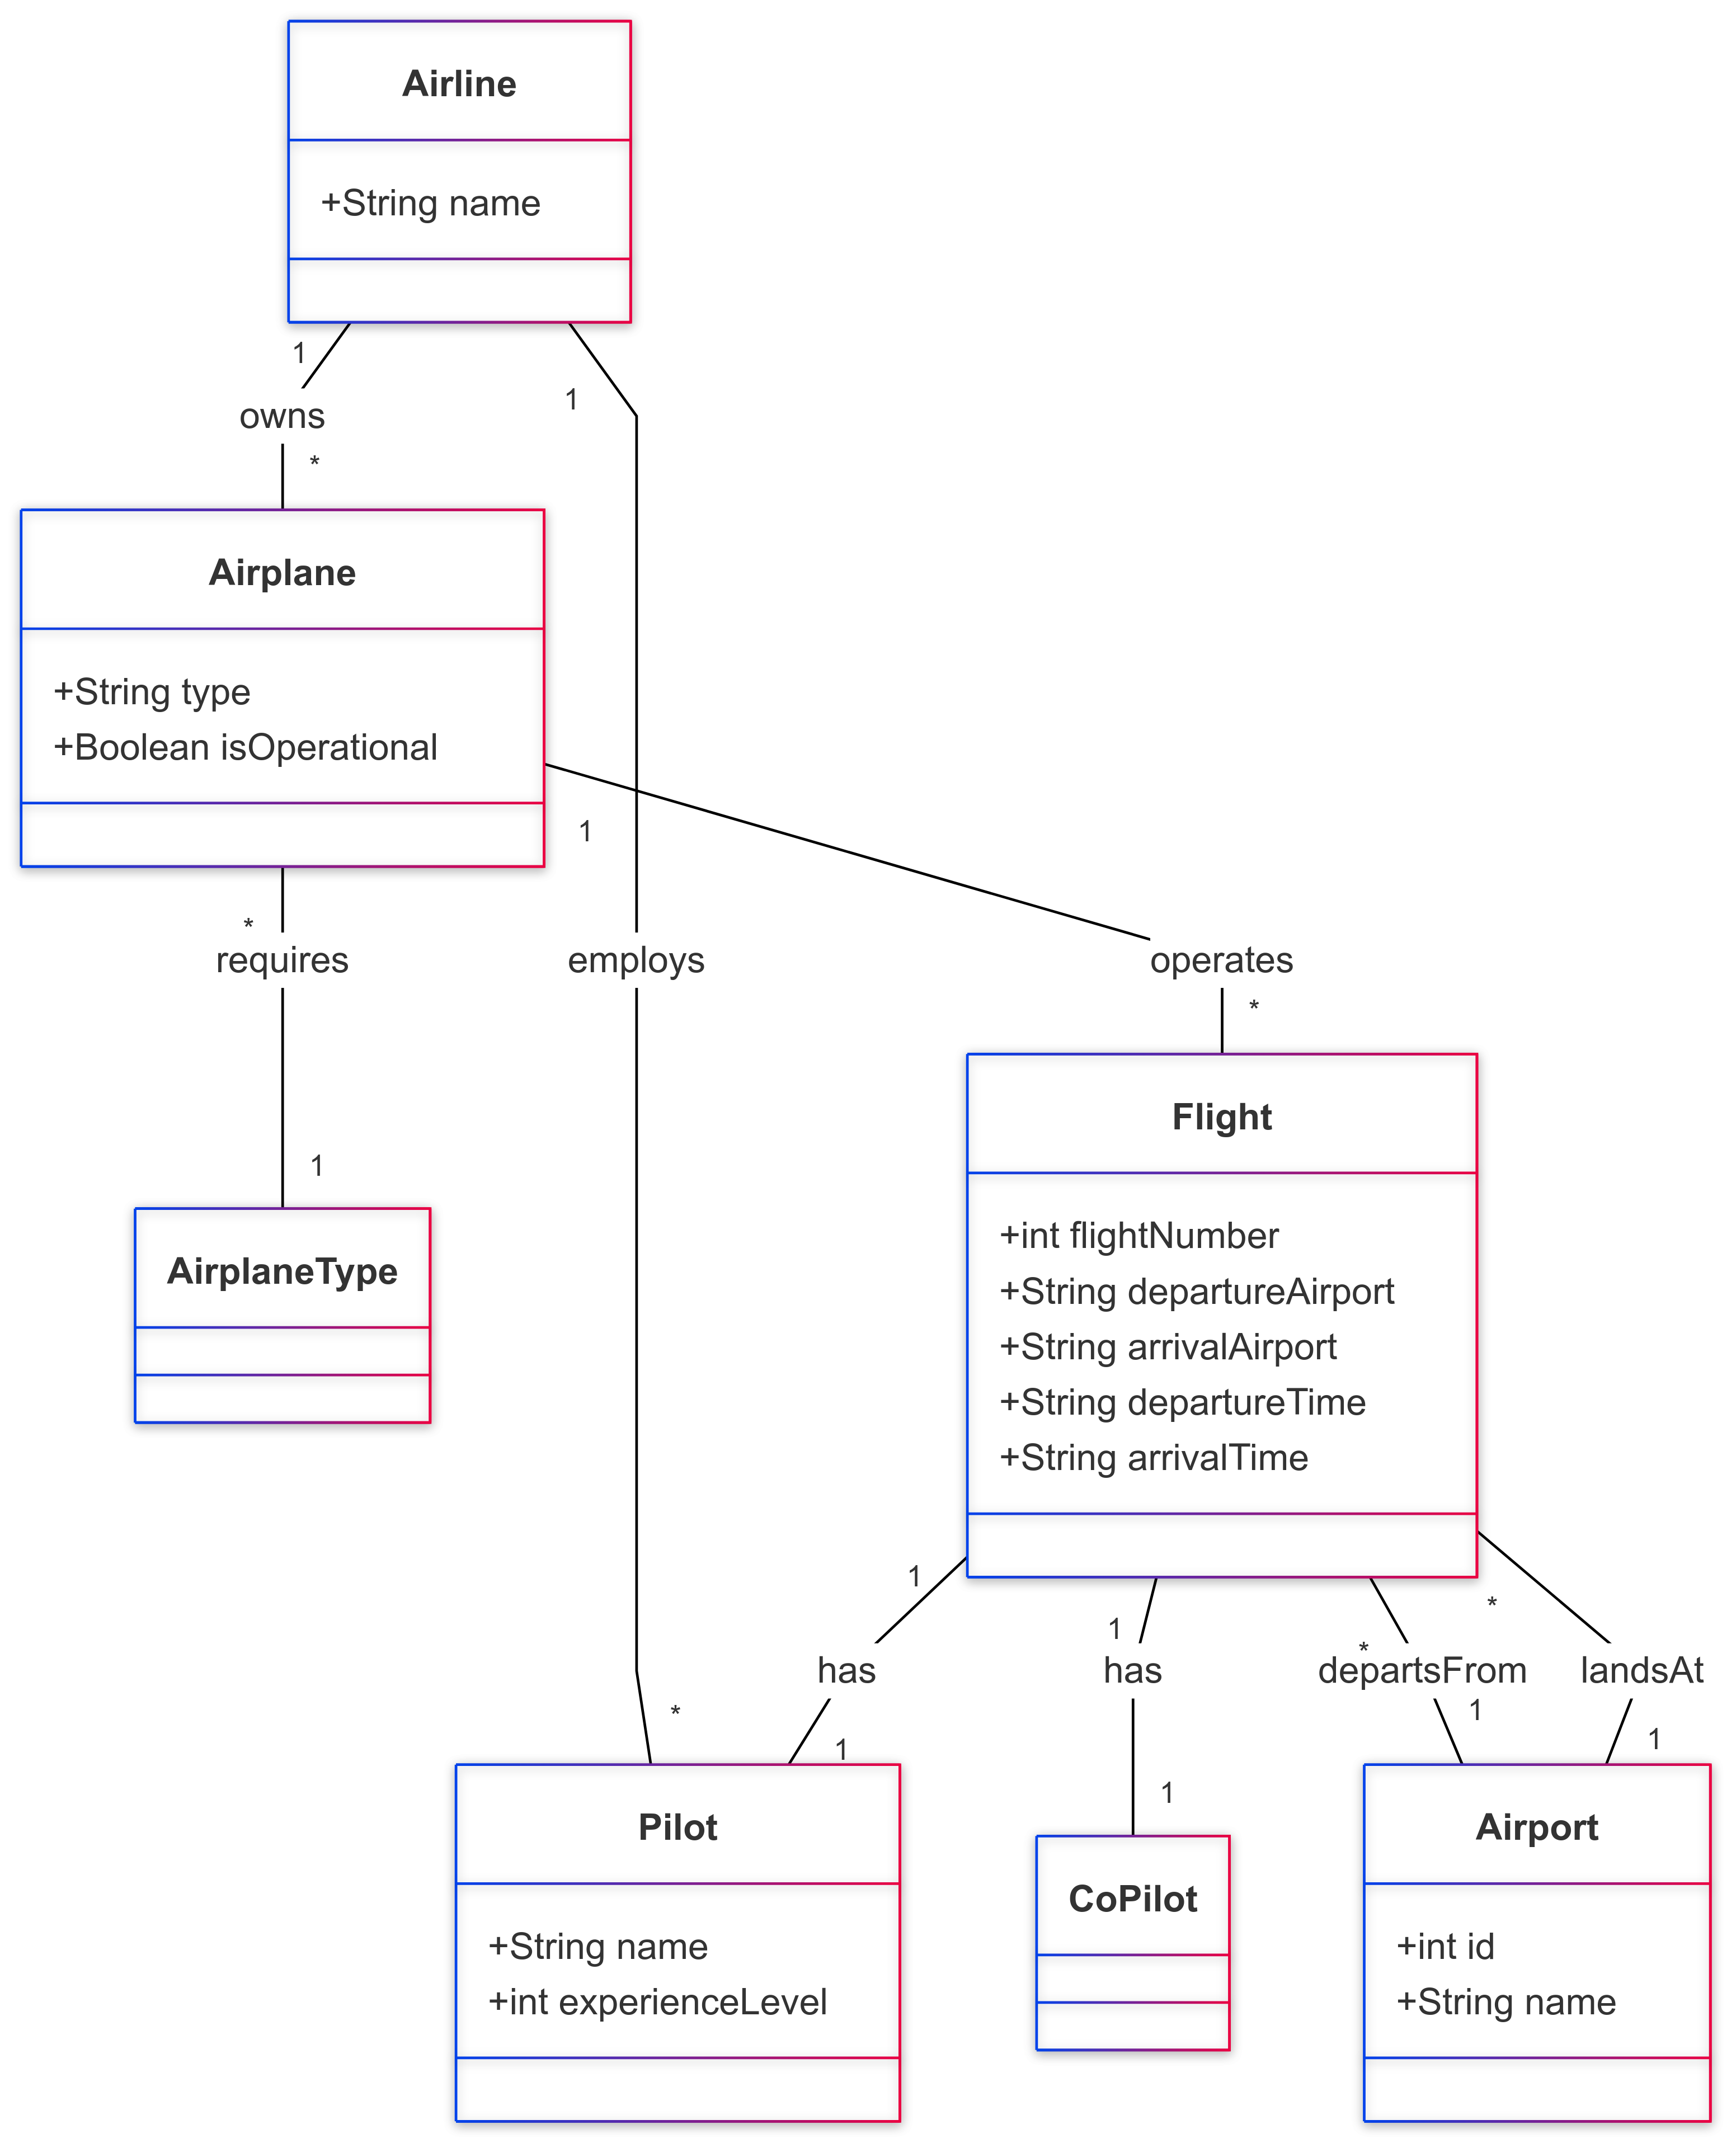 Airline
+String name
1
1
owns
*
Airplane
+String type
+Boolean isOperational
1
*
requires
employs
operates
*
1
Flight
+int flightNumber
+String departureAirport
+String arrivalAirport
+String departureTime
+String arrivalTime
AirplaneType
1
1
*
*
has
has
departsFrom
landsAt
*
1
1
1
1
Pilot
+String name
+int experienceLevel
CoPilot
Airport
+int id
+String name